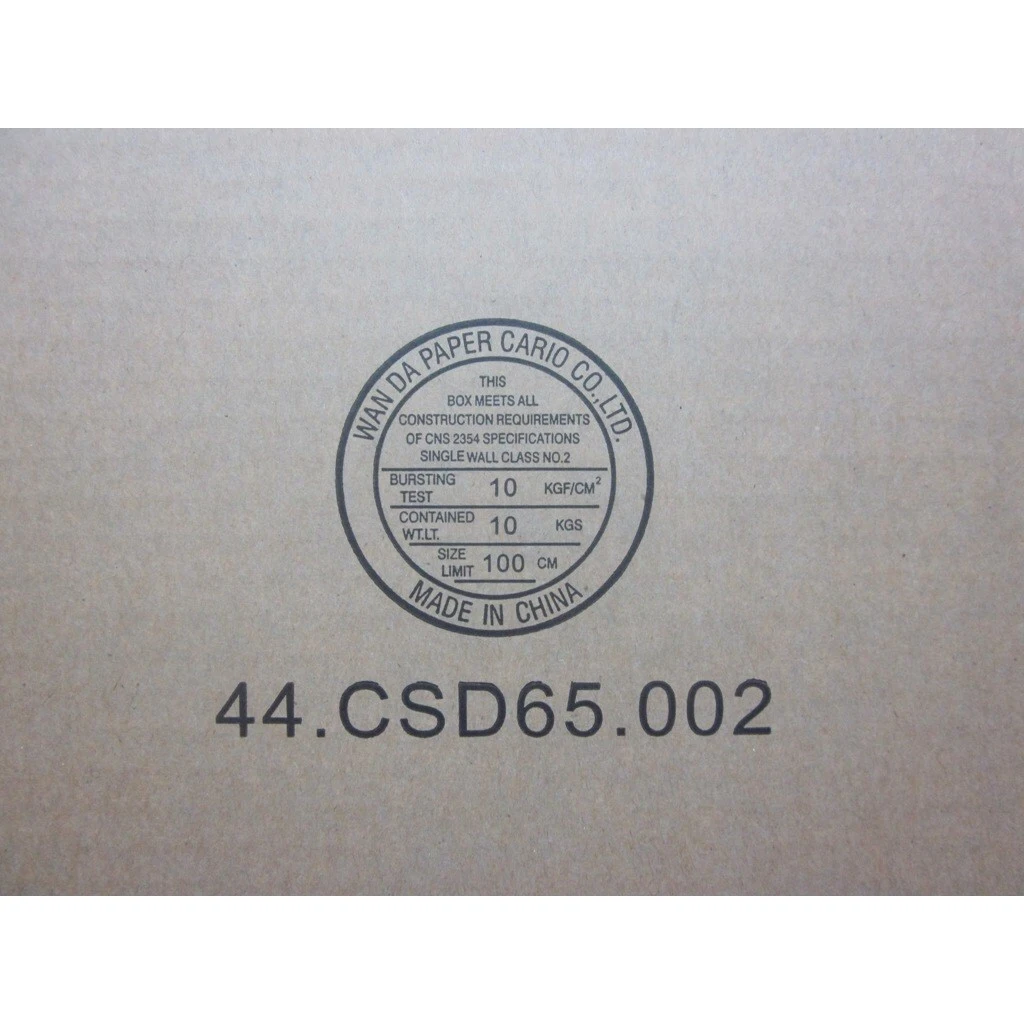 WAN DA PAPER CARIO CO.,LTD.
THIS
BOX MEETS ALL
CONSTRUCTION REQUIREMENTS
OF CNS 2354 SPECIFICATIONS
SINGLE WALL CLASS NO.2
BURSTING TEST 10 KGF/CM²
CONTAINED WT.LT. 10 KGS
SIZE LIMIT 100 CM
MADE IN CHINA
44.CSD65.002